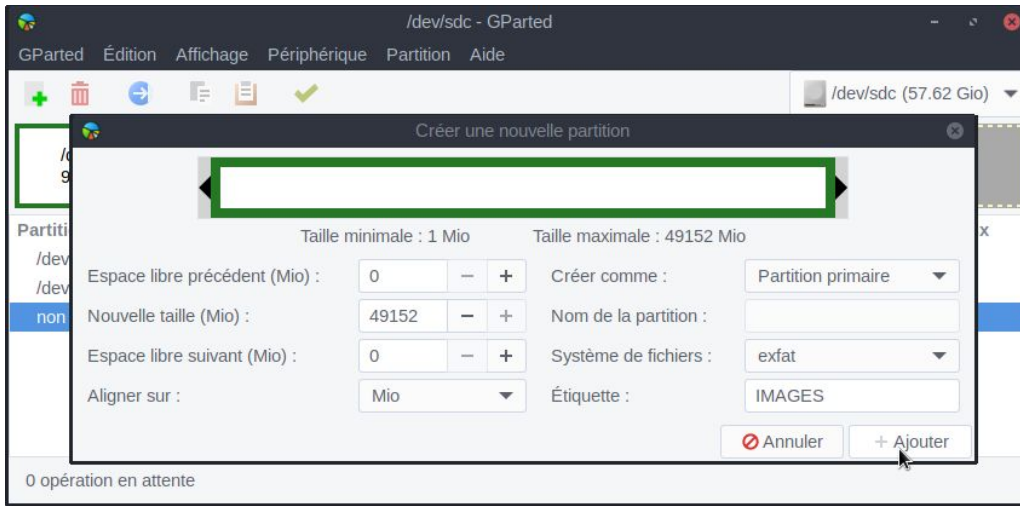 /dev/sdc - GParted
GParted Édition Affichage Périphérique Partition Aide
/dev/sdc (57.62 Gio)
Créer une nouvelle partition
9
Taille minimale : 1 Mio Taille maximale : 49152 Mio
Partiti x
/dev
Espace libre précédent (Mio) : 0 Créer comme : Partition primaire
/dev
non
Nouvelle taille (Mio) : 49152 Nom de la partition :
Espace libre suivant (Mio) : 0 Système de fichiers : exfat
Aligner sur : Mio Étiquette : IMAGES
Annuler Ajouter
0 opération en attente